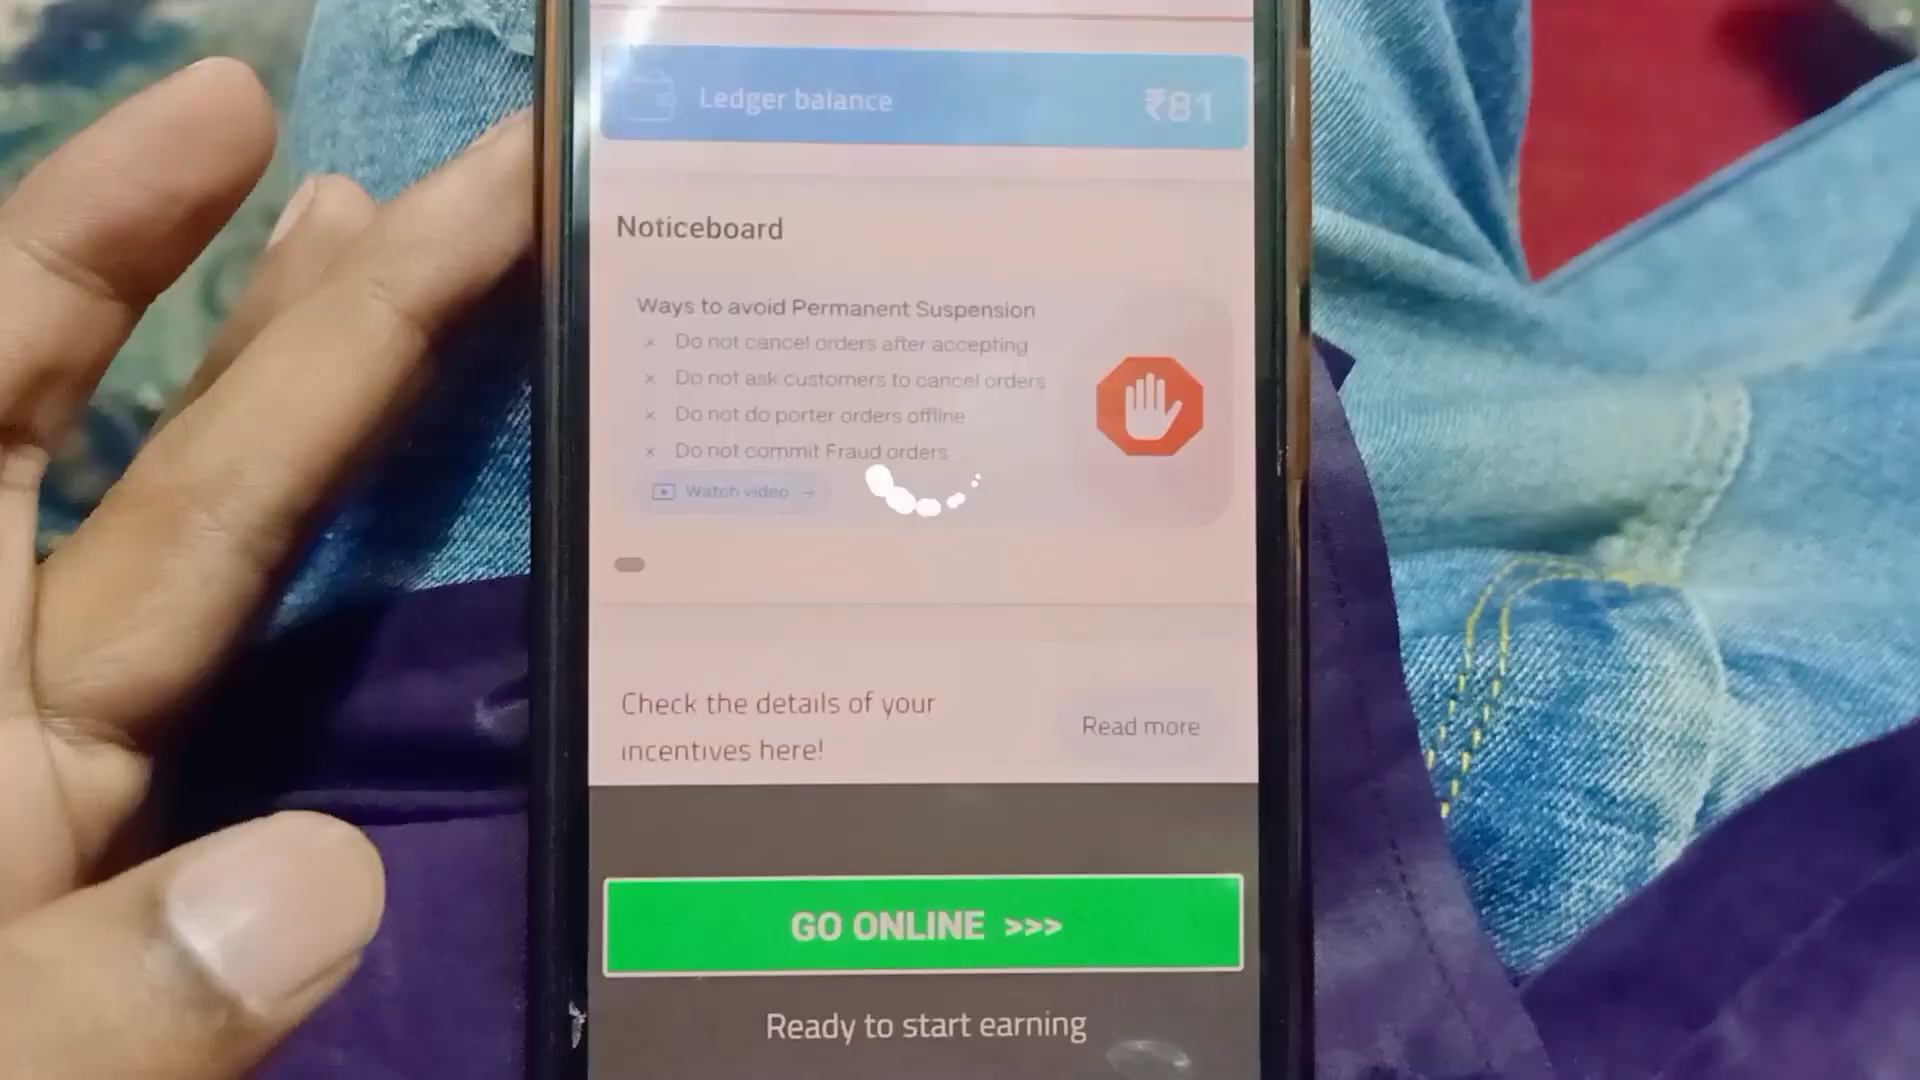 Ledger balance ₹81
Noticeboard
Ways to avoid Permanent Suspension
× Do not cancel orders after accepting
× Do not ask customers to cancel orders
× Do not do porter orders offline
× Do not commit Fraud orders
Watch video →
Check the details of your
incentives here!
Read more
GO ONLINE >>>
Ready to start earning